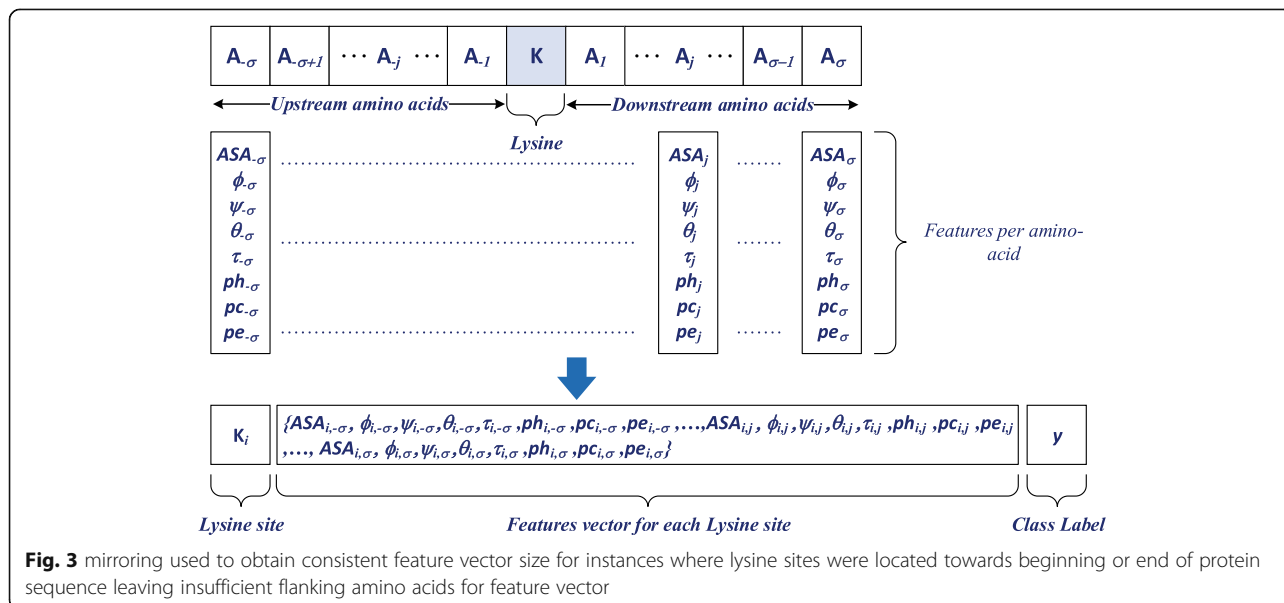 A-σ A-σ+1 ··· A-j ··· A-1 K A1 ··· Aj ··· Aσ−1 Aσ
Upstream amino acids Downstream amino acids
Lysine
ASA-σ ASAj ASAσ
ϕ-σ ϕj ϕσ
ψ-σ ψj ψσ
θ-σ θj θσ
τ-σ τj τσ
ph-σ phj phσ
pc-σ pcj pcσ
pe-σ pej peσ
Features per amino-
acid
Ki
{ASAi,-σ, ϕi,-σ,ψi,-σ,θi,-σ,τi,-σ ,phi,-σ ,pci,-σ,pei,-σ ,…,ASAi,j , ϕi,j,ψi,j,θi,j,τi,j ,phi,j ,pci,j ,pei,j
,…, ASAi,σ, ϕi,σ,ψi,σ,θi,σ,τi,σ ,phi,σ ,pci,σ,pei,σ}
y
Lysine site Features vector for each Lysine site Class Label
Fig. 3 mirroring used to obtain consistent feature vector size for instances where lysine sites were located towards beginning or end of protein
sequence leaving insufficient flanking amino acids for feature vector